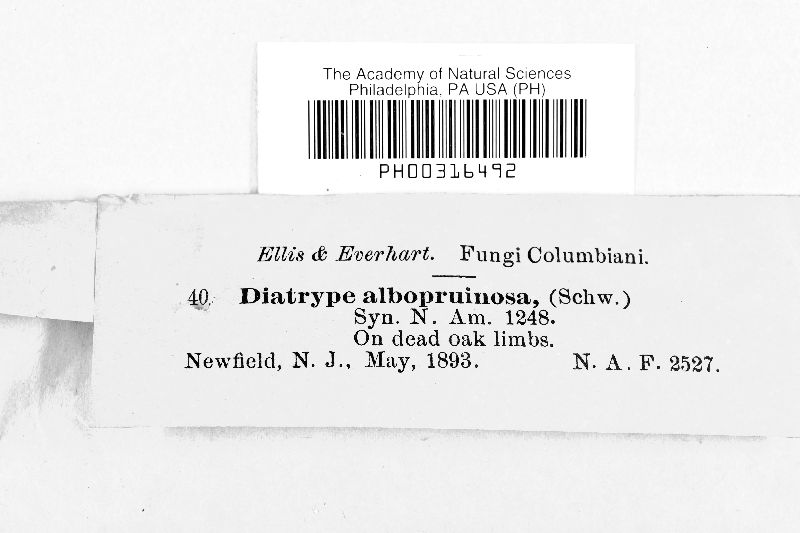 The Academy of Natural Sciences
Philadelphia, PA USA (PH)
PH00316492
Ellis & Everhart. Fungi Columbiani.
40. Diatrype albopruinosa, (Schw.)
Syn. N. Am. 1248.
On dead oak limbs.
Newfield, N. J., May, 1893. N. A. F. 2527.